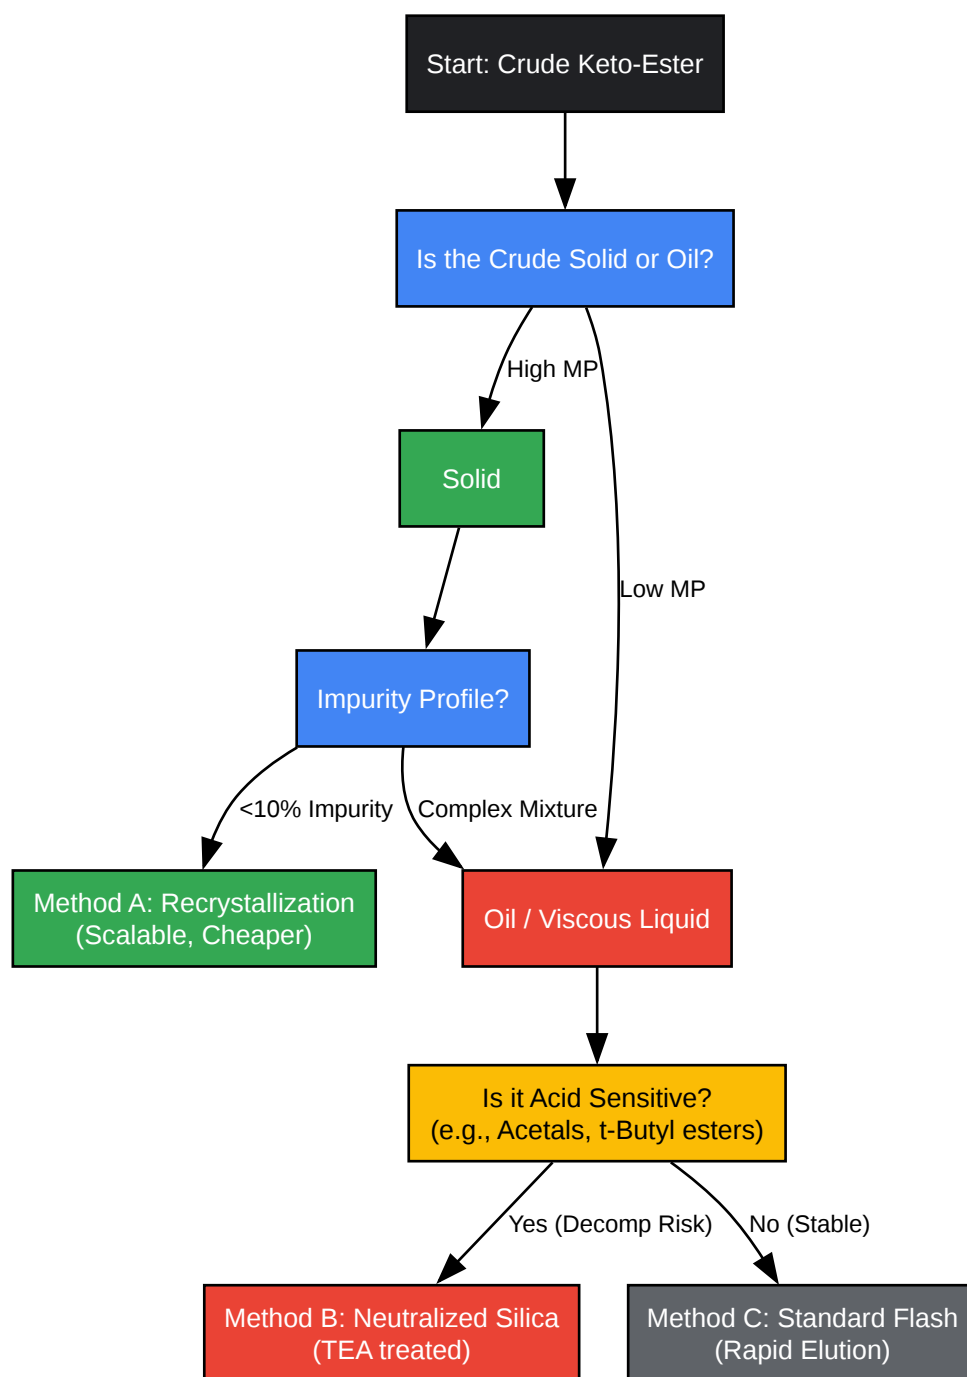 Start: Crude Keto-Ester
Is the Crude Solid or Oil?
High MP
Solid
Low MP
Impurity Profile?
<10% Impurity
Complex Mixture
Method A: Recrystallization
(Scalable, Cheaper)
Oil / Viscous Liquid
Is it Acid Sensitive?
(e.g., Acetals, t-Butyl esters)
Yes (Decomp Risk)
No (Stable)
Method B: Neutralized Silica
(TEA treated)
Method C: Standard Flash
(Rapid Elution)